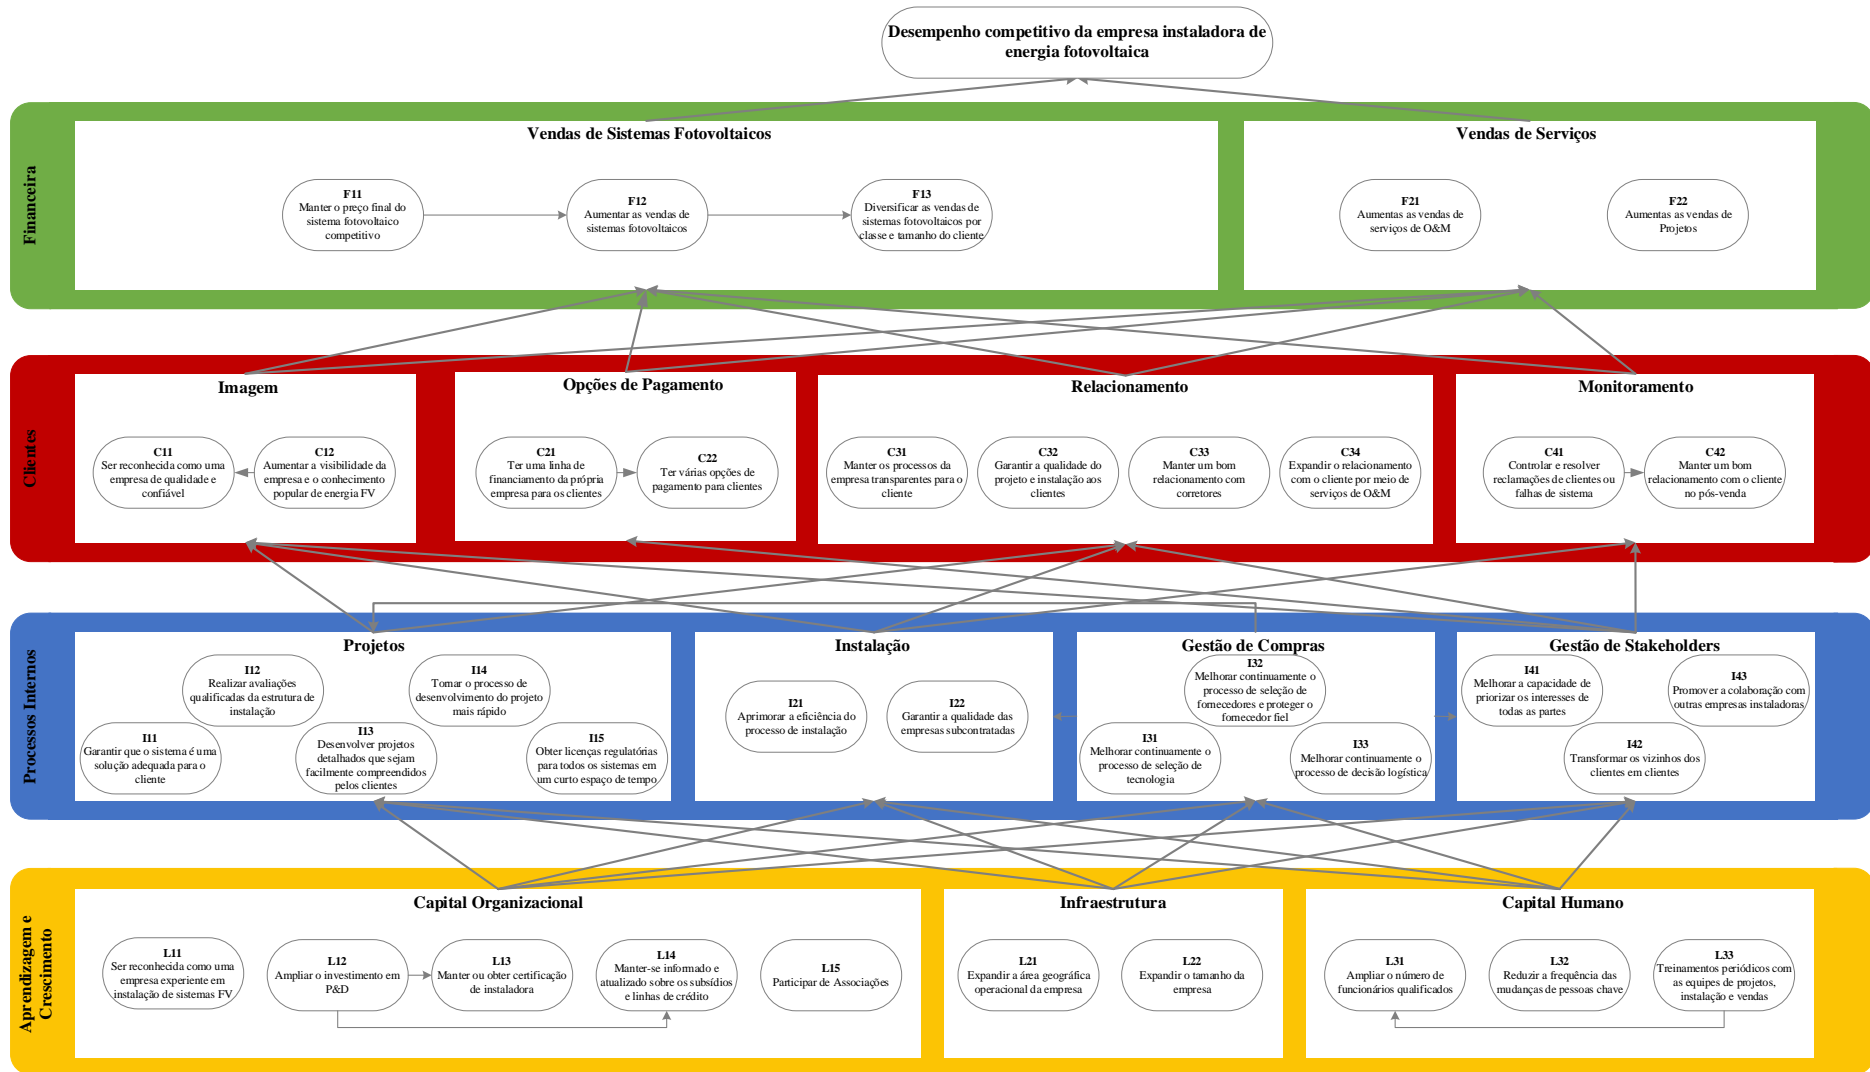 Desempenho competitivo da empresa instaladora de
energia fotovoltaica
Financeira
Vendas de Sistemas Fotovoltaicos
F11
Manter o preço final do
sistema fotovoltaico
competitivo
F12
Aumentar as vendas de
sistemas fotovoltaicos
F13
Diversificar as vendas de
sistemas fotovoltaicos por
classe e tamanho do cliente
Vendas de Serviços
F21
Aumentas as vendas de
serviços de O&M
F22
Aumentas as vendas de
Projetos
Clientes
Imagem
C11
Ser reconhecida como uma
empresa de qualidade e
confiável
C12
Aumentar a visibilidade da
empresa e o conhecimento
popular de energia FV
Opções de Pagamento
C21
Ter uma linha de
financiamento da própria
empresa para os clientes
C22
Ter várias opções de
pagamento para clientes
Relacionamento
C31
Manter os processos da
empresa transparentes para o
cliente
C32
Garantir a qualidade do
projeto e instalação aos
clientes
C33
Manter um bom
relacionamento com
corretores
C34
Expandir o relacionamento
com o cliente por meio de
serviços de O&M
Monitoramento
C41
Controlar e resolver
reclamações de clientes ou
falhas de sistema
C42
Manter um bom
relacionamento com o cliente
no pós-venda
Processos Internos
Projetos
I12
Realizar avaliações
qualificadas da estrutura de
instalação
I14
Tornar o processo de
desenvolvimento do projeto
mais rápido
I11
Garantir que o sistema é uma
solução adequada para o
cliente
I13
Desenvolver projetos
detalhados que sejam
facilmente compreendidos
pelos clientes
I15
Obter licenças regulatórias
para todos os sistemas em
um curto espaço de tempo
Instalação
I21
Aprimorar a eficiência do
processo de instalação
I22
Garantir a qualidade das
empresas subcontratadas
Gestão de Compras
I32
Melhorar continuamente o
processo de seleção de
fornecedores e proteger o
fornecedor fiel
I31
Melhorar continuamente o
processo de seleção de
tecnologia
I33
Melhorar continuamente o
processo de decisão logística
Gestão de Stakeholders
I41
Melhorar a capacidade de
priorizar os interesses de
todas as partes
I43
Promover a colaboração com
outras empresas instaladoras
I42
Transformar os vizinhos dos
clientes em clientes
Aprendizagem e
Crescimento
Capital Organizacional
L11
Ser reconhecida como uma
empresa experiente em
instalação de sistemas FV
L12
Ampliar o investimento em
P&D
L13
Manter ou obter certificação
de instaladora
L14
Manter-se informado e
atualizado sobre os subsídios
e linhas de crédito
L15
Participar de Associações
Infraestrutura
L21
Expandir a área geográfica
operacional da empresa
L22
Expandir o tamanho da
empresa
Capital Humano
L31
Ampliar o número de
funcionários qualificados
L32
Reduzir a frequência das
mudanças de pessoas chave
L33
Treinamentos periódicos com
as equipes de projetos,
instalação e vendas